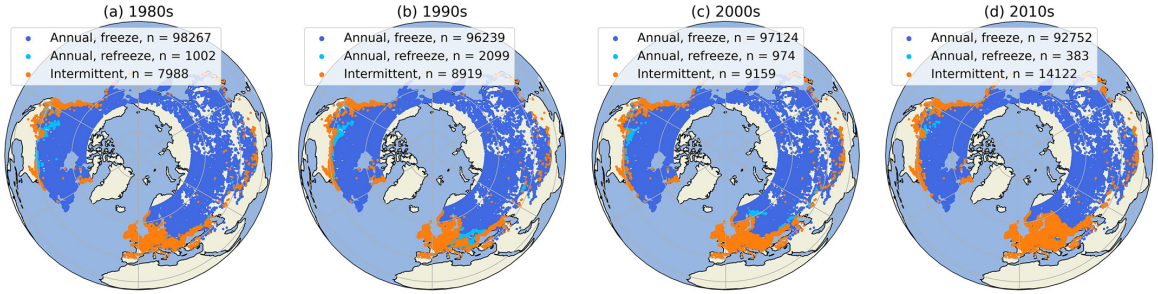 (a) 1980s
Annual, freeze, n = 98267
Annual, refreeze, n = 1002
Intermittent, n = 7988
(b) 1990s
Annual, freeze, n = 96239
Annual, refreeze, n = 2099
Intermittent, n = 8919
(c) 2000s
Annual, freeze, n = 97124
Annual, refreeze, n = 974
Intermittent, n = 9159
(d) 2010s
Annual, freeze, n = 92752
Annual, refreeze, n = 383
Intermittent, n = 14122